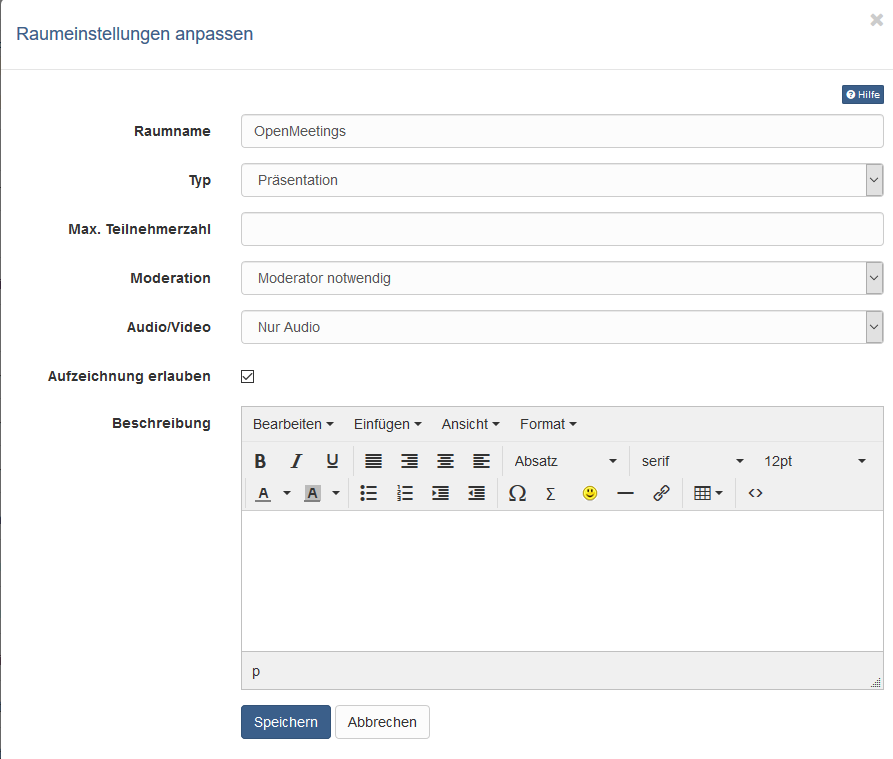 Raumeinstellungen anpassen
Hilfe
Raumname OpenMeetings
Typ Präsentation
Max. Teilnehmerzahl
Moderation Moderator notwendig
Audio/Video Nur Audio
Aufzeichnung erlauben
Beschreibung
Bearbeiten Einfügen Ansicht Format
B I U Absatz serif 12pt
A A Ω Σ <>
p
Speichern Abbrechen